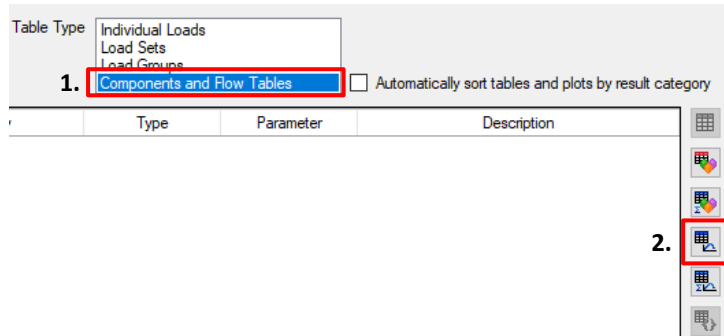 Table Type
Individual Loads
Load Sets
Load Groups
1. Components and Flow Tables
Automatically sort tables and plots by result category
Type Parameter Description
2.